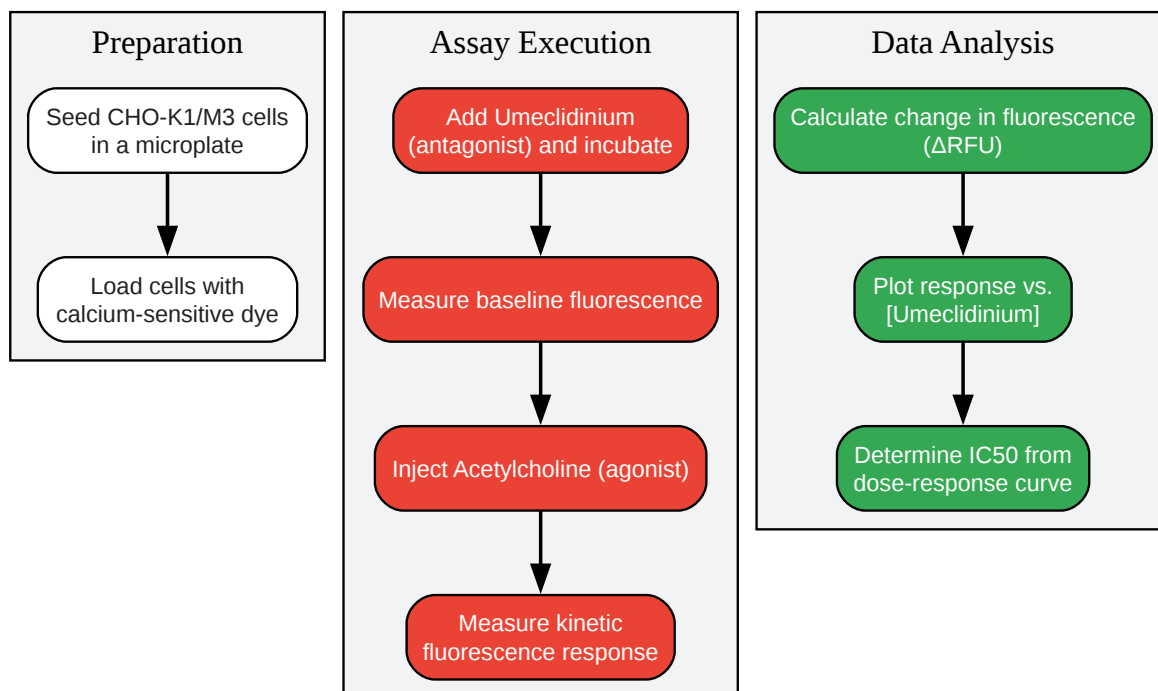 Preparation
Seed CHO-K1/M3 cells
in a microplate
Load cells with
calcium-sensitive dye
Assay Execution
Add Umeclidinium
(antagonist) and incubate
Measure baseline fluorescence
Inject Acetylcholine (agonist)
Measure kinetic
fluorescence response
Data Analysis
Calculate change in fluorescence
(ΔRFU)
Plot response vs.
[Umeclidinium]
Determine IC50 from
dose-response curve